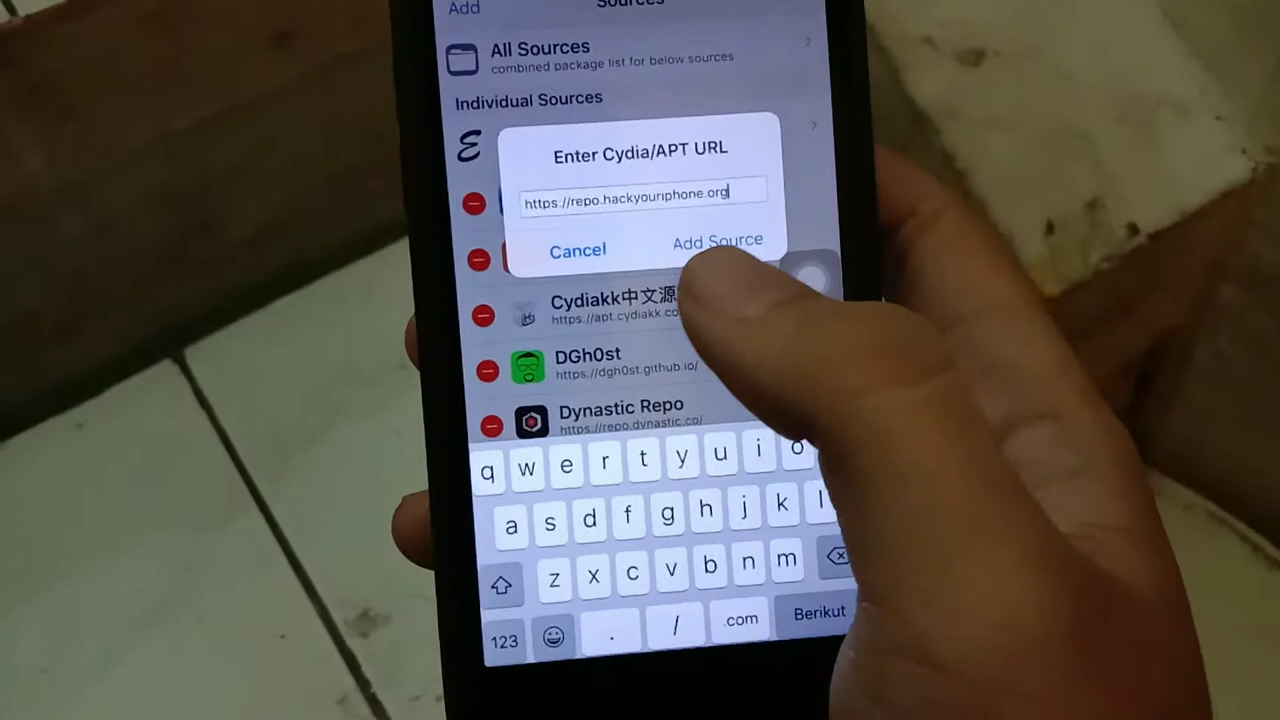 Add
Sources
All Sources
combined package list for below sources
Individual Sources
Enter Cydia/APT URL
https://repo.hackyouriphone.org
Cancel
Add Source
Cydiakk中文源
https://apt.cydiakk.co
DGh0st
https://dgh0st.github.io/
Dynastic Repo
https://repo.dynastic.co/
q w e r t y u i o
a s d f g h j k l
z x c v b n m
123 . / .com Berikut